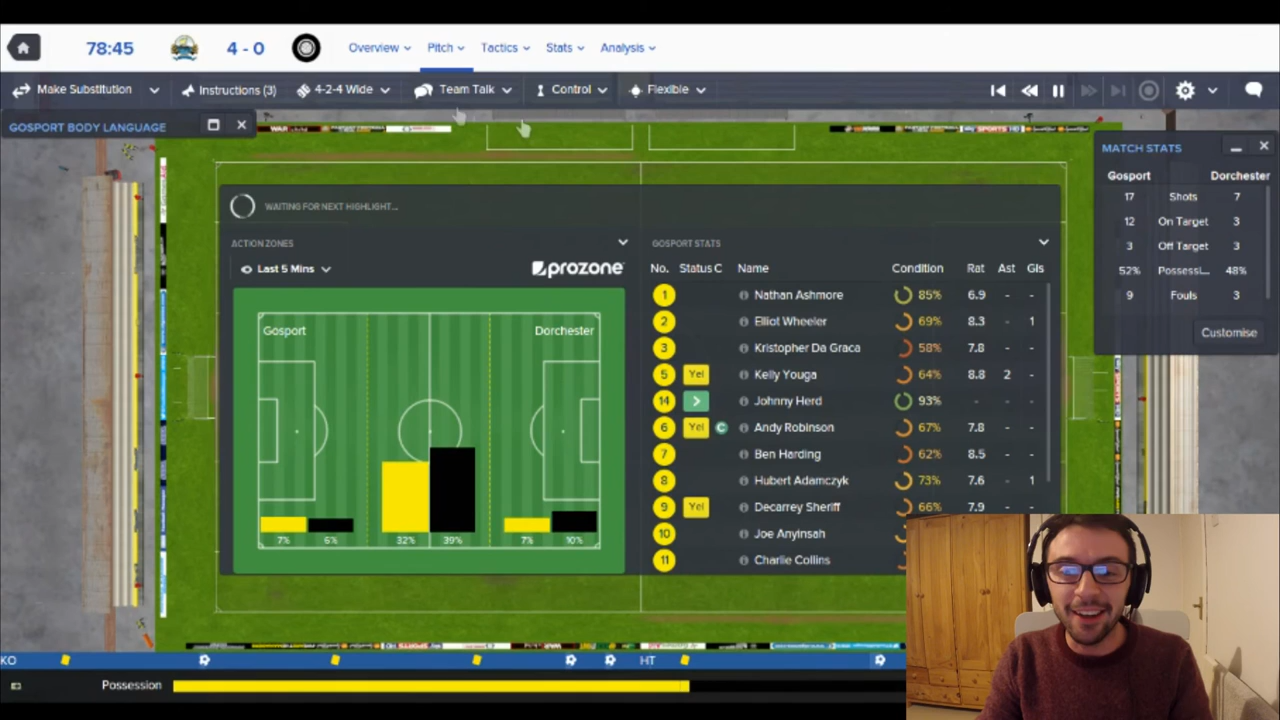 78:45 4 - 0 Overview Pitch Tactics Stats Analysis
Make Substitution Instructions (3) 4-2-4 Wide Team Talk Control Flexible
GOSPORT BODY LANGUAGE
MATCH STATS
Gosport Dorchester
17 Shots 7
12 On Target 3
3 Off Target 3
52% Possessi... 48%
9 Fouls 3
Customise
WAITING FOR NEXT HIGHLIGHT...
ACTION ZONES
Last 5 Mins prozone
Gosport Dorchester
7% 6% 32% 39% 7% 10%
GOSPORT STATS
No. Status C Name Condition Rat Ast Gls
1 Nathan Ashmore 85% 6.9 - -
2 Elliot Wheeler 69% 8.3 - 1
3 Kristopher Da Graca 58% 7.8 - -
5 Yel Kelly Youga 64% 8.8 2 -
14 Johnny Herd 93% - - -
6 Yel C Andy Robinson 67% 7.8 - -
7 Ben Harding 62% 8.5 - -
8 Hubert Adamczyk 73% 7.6 - 1
9 Yel Decarrey Sheriff 66% 7.9 - -
10 Joe Anyinsah
11 Charlie Collins
KO HT
Possession